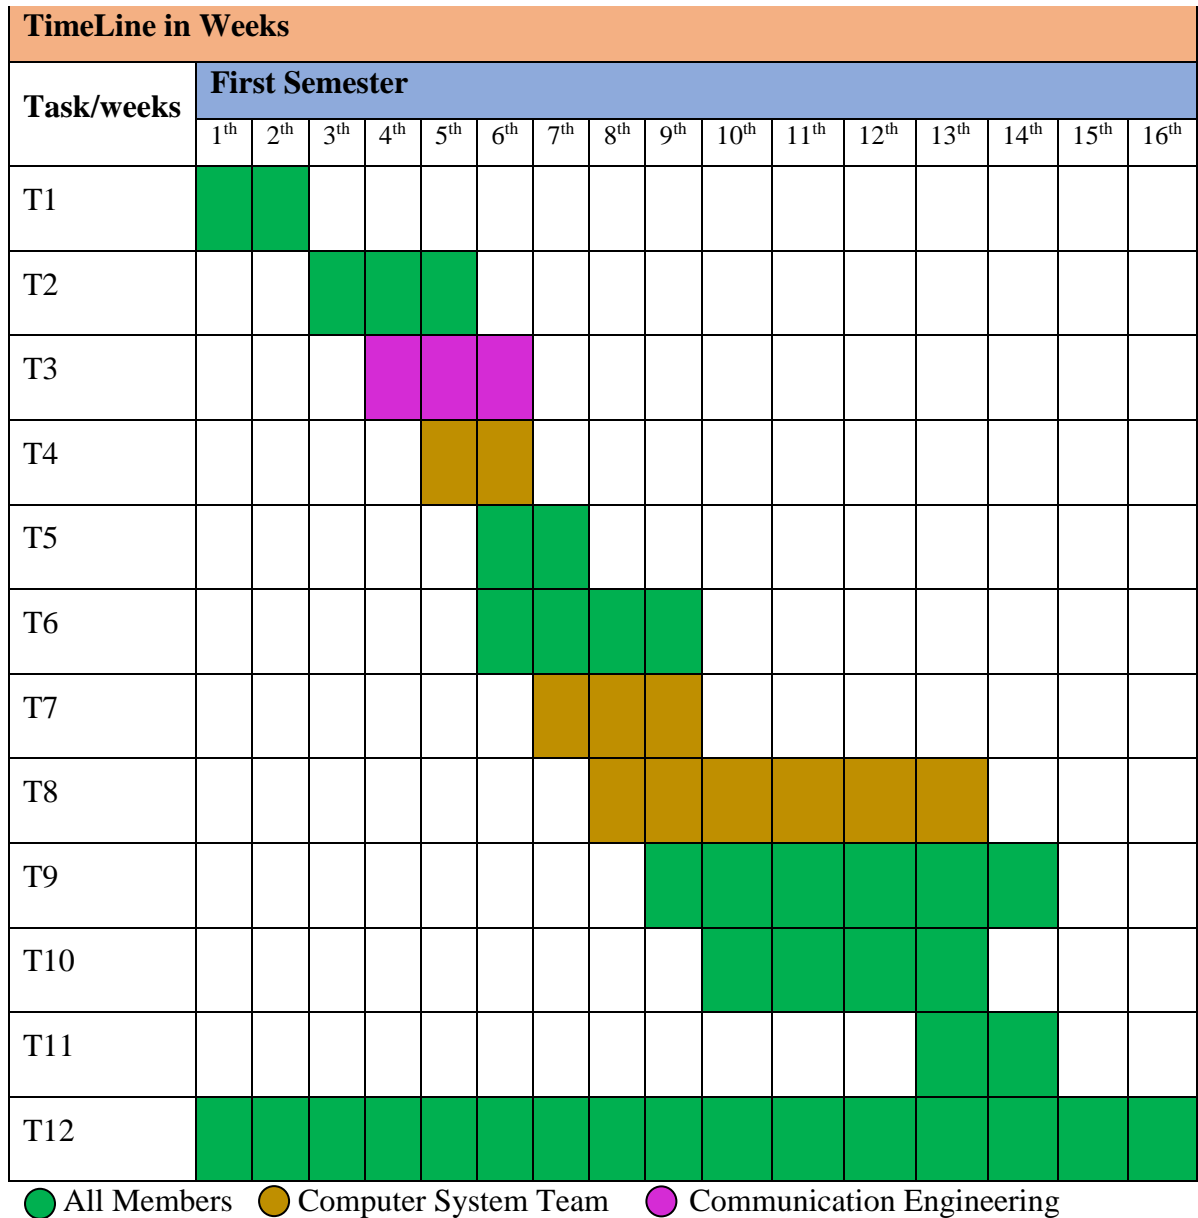 TimeLine in Weeks
Task/weeks
First Semester
1th 2th 3th 4th 5th 6th 7th 8th 9th 10th 11th 12th 13th 14th 15th 16th
T1
T2
T3
T4
T5
T6
T7
T8
T9
T10
T11
T12
All Members Computer System Team Communication Engineering